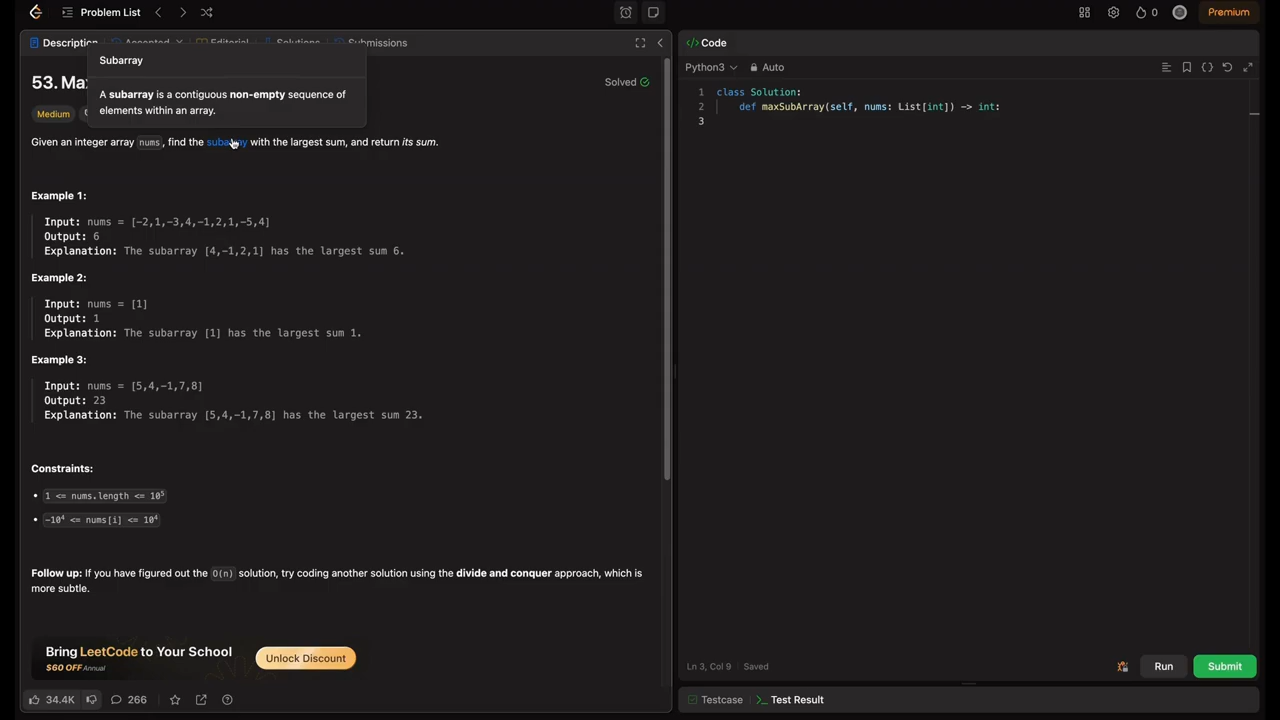 Problem List
0
Premium
Description
Accepted
Editorial
Solutions
Submissions
Subarray
A subarray is a contiguous non-empty sequence of
elements within an array.
53. Ma
Solved
Medium
Given an integer array nums, find the subarray with the largest sum, and return its sum.
Example 1:
Input: nums = [-2,1,-3,4,-1,2,1,-5,4]
Output: 6
Explanation: The subarray [4,-1,2,1] has the largest sum 6.
Example 2:
Input: nums = [1]
Output: 1
Explanation: The subarray [1] has the largest sum 1.
Example 3:
Input: nums = [5,4,-1,7,8]
Output: 23
Explanation: The subarray [5,4,-1,7,8] has the largest sum 23.
Constraints:
• 1 <= nums.length <= 10⁵
• -10⁴ <= nums[i] <= 10⁴
Follow up: If you have figured out the O(n) solution, try coding another solution using the divide and conquer approach, which is
more subtle.
Bring LeetCode to Your School
$60 OFF Annual
Unlock Discount
34.4K
266
</> Code
Python3
Auto
1 class Solution:
2 def maxSubArray(self, nums: List[int]) -> int:
3
Ln 3, Col 9 Saved
Run
Submit
Testcase
Test Result